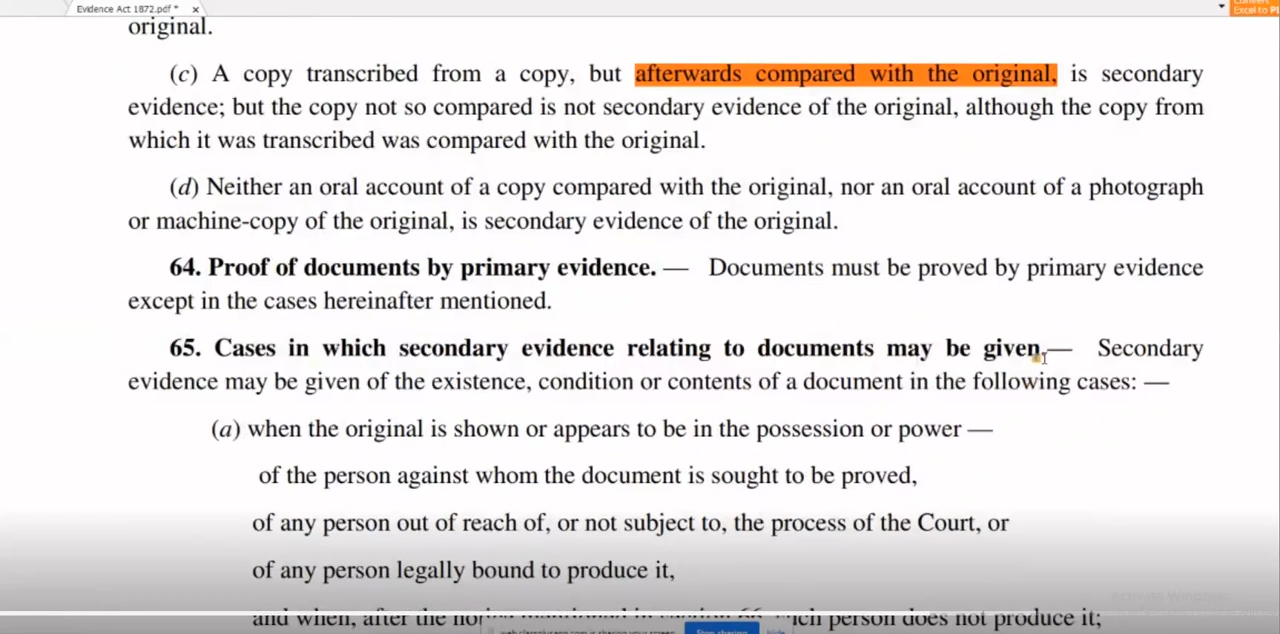 Evidence Act 1872.pdf * x
Excel to P
original.
(c) A copy transcribed from a copy, but afterwards compared with the original, is secondary
evidence; but the copy not so compared is not secondary evidence of the original, although the copy from
which it was transcribed was compared with the original.
(d) Neither an oral account of a copy compared with the original, nor an oral account of a photograph
or machine-copy of the original, is secondary evidence of the original.
64. Proof of documents by primary evidence. — Documents must be proved by primary evidence
except in the cases hereinafter mentioned.
65. Cases in which secondary evidence relating to documents may be given.— Secondary
evidence may be given of the existence, condition or contents of a document in the following cases: —
(a) when the original is shown or appears to be in the possession or power —
of the person against whom the document is sought to be proved,
of any person out of reach of, or not subject to, the process of the Court, or
of any person legally bound to produce it,
and when, after the person does not produce it;
Activate Windows
Stop sharing Hide